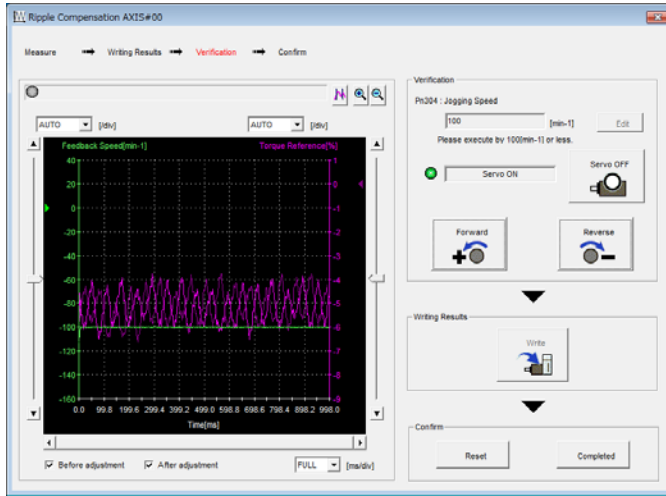 Ripple Compensation AXIS#00
Measure Writing Results Verification Confirm
AUTO [/div] AUTO [/div]
Feedback Speed[min-1] Torque Reference[%]
40 1
20 0
0 -1
-20 -2
-40 -3
-60 -4
-80 -5
-100 -6
-120 -7
-140 -8
-160 -9
0.0 99.8 199.6 299.4 399.2 499.0 598.8 698.6 798.4 898.2 998.0
Time[ms]
Before adjustment After adjustment FULL [ms/div]
Verification
Pn304 : Jogging Speed
100 [min-1] Edit
Please execute by 100[min-1] or less.
Servo ON
Servo OFF
Forward Reverse
Writing Results
Write
Confirm
Reset Completed